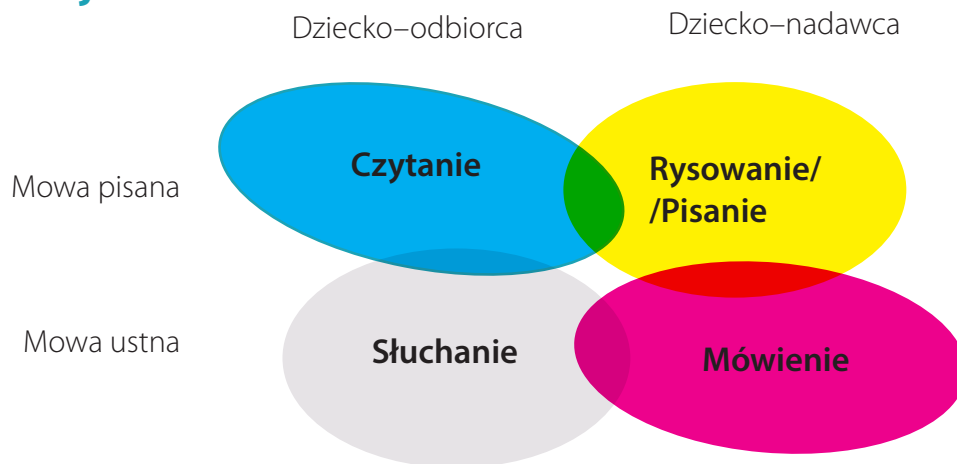 Dziecko–odbiorca
Dziecko–nadawca
Mowa pisana
Czytanie
Rysowanie/
/Pisanie
Mowa ustna
Słuchanie
Mówienie